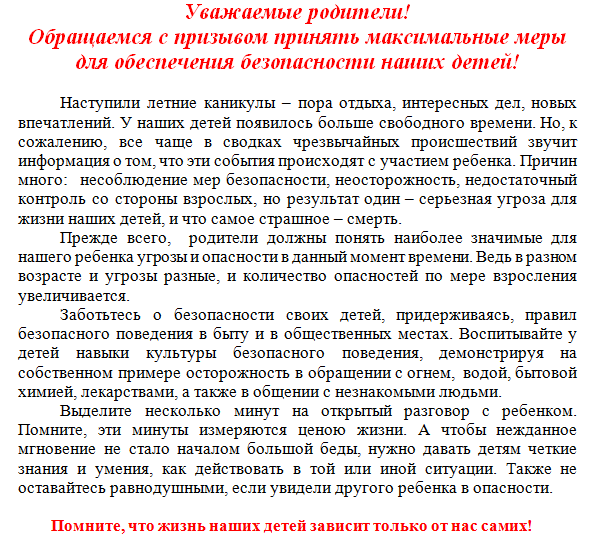 Уважаемые родители!
Обращаемся с призывом принять максимальные меры
для обеспечения безопасности наших детей!
Наступили летние каникулы – пора отдыха, интересных дел, новых
впечатлений. У наших детей появилось больше свободного времени. Но, к
сожалению, все чаще в сводках чрезвычайных происшествий звучит
информация о том, что эти события происходят с участием ребенка. Причин
много: несоблюдение мер безопасности, неосторожность, недостаточный
контроль со стороны взрослых, но результат один – серьезная угроза для
жизни наших детей, и что самое страшное – смерть.
Прежде всего, родители должны понять наиболее значимые для
нашего ребенка угрозы и опасности в данный момент времени. Ведь в разном
возрасте и угрозы разные, и количество опасностей по мере взросления
увеличивается.
Заботьтесь о безопасности своих детей, придерживаясь, правил
безопасного поведения в быту и в общественных местах. Воспитывайте у
детей навыки культуры безопасного поведения, демонстрируя на
собственном примере осторожность в обращении с огнем, водой, бытовой
химией, лекарствами, а также в общении с незнакомыми людьми.
Выделите несколько минут на открытый разговор с ребенком.
Помните, эти минуты измеряются ценою жизни. А чтобы нежданное
мгновение не стало началом большой беды, нужно давать детям четкие
знания и умения, как действовать в той или иной ситуации. Также не
оставайтесь равнодушными, если увидели другого ребенка в опасности.
Помните, что жизнь наших детей зависит только от нас самих!